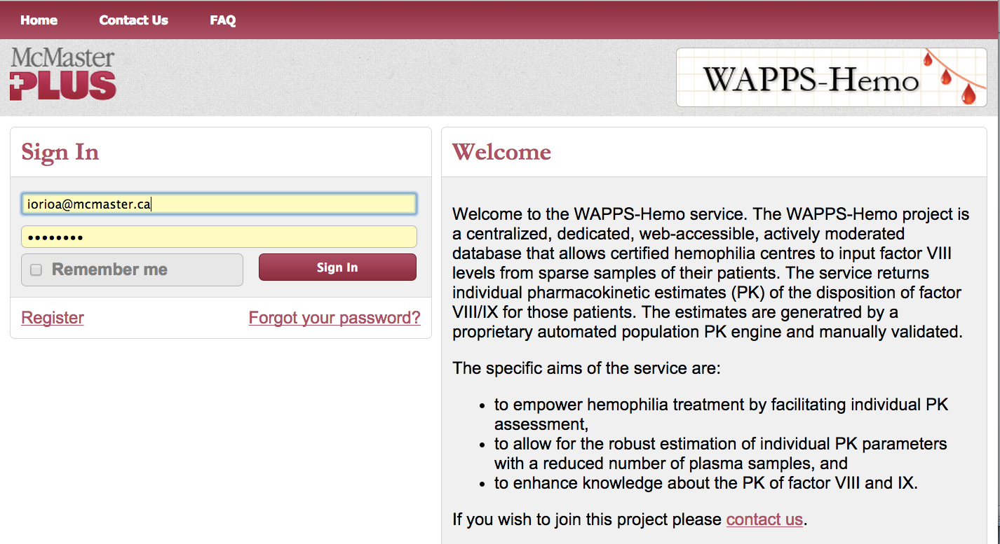 Home Contact Us FAQ
McMaster
PLUS
WAPPS-Hemo
Sign In
iorioa@mcmaster.ca
••••••••
Remember me
Sign In
Register
Forgot your password?
Welcome
Welcome to the WAPPS-Hemo service. The WAPPS-Hemo project is
a centralized, dedicated, web-accessible, actively moderated
database that allows certified hemophilia centres to input factor VIII
levels from sparse samples of their patients. The service returns
individual pharmacokinetic estimates (PK) of the disposition of factor
VIII/IX for those patients. The estimates are generatred by a
proprietary automated population PK engine and manually validated.
The specific aims of the service are:
• to empower hemophilia treatment by facilitating individual PK
assessment,
• to allow for the robust estimation of individual PK parameters
with a reduced number of plasma samples, and
• to enhance knowledge about the PK of factor VIII and IX.
If you wish to join this project please contact us.